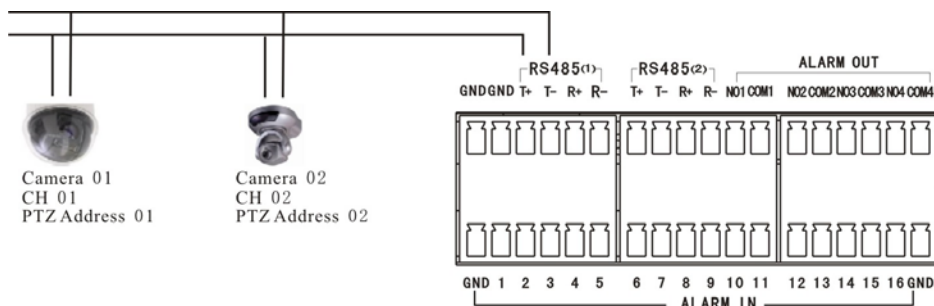 ALARM OUT
RS485(1) RS485(2)
GND GND T+ T- R+ R- T+ T- R+ R- NO1 COM1 NO2 COM2 NO3 COM3 NO4 COM4
Camera 01
CH 01
PTZ Address 01
Camera 02
CH 02
PTZ Address 02
GND 1 2 3 4 5 6 7 8 9 10 11 12 13 14 15 16 GND
ALARM IN